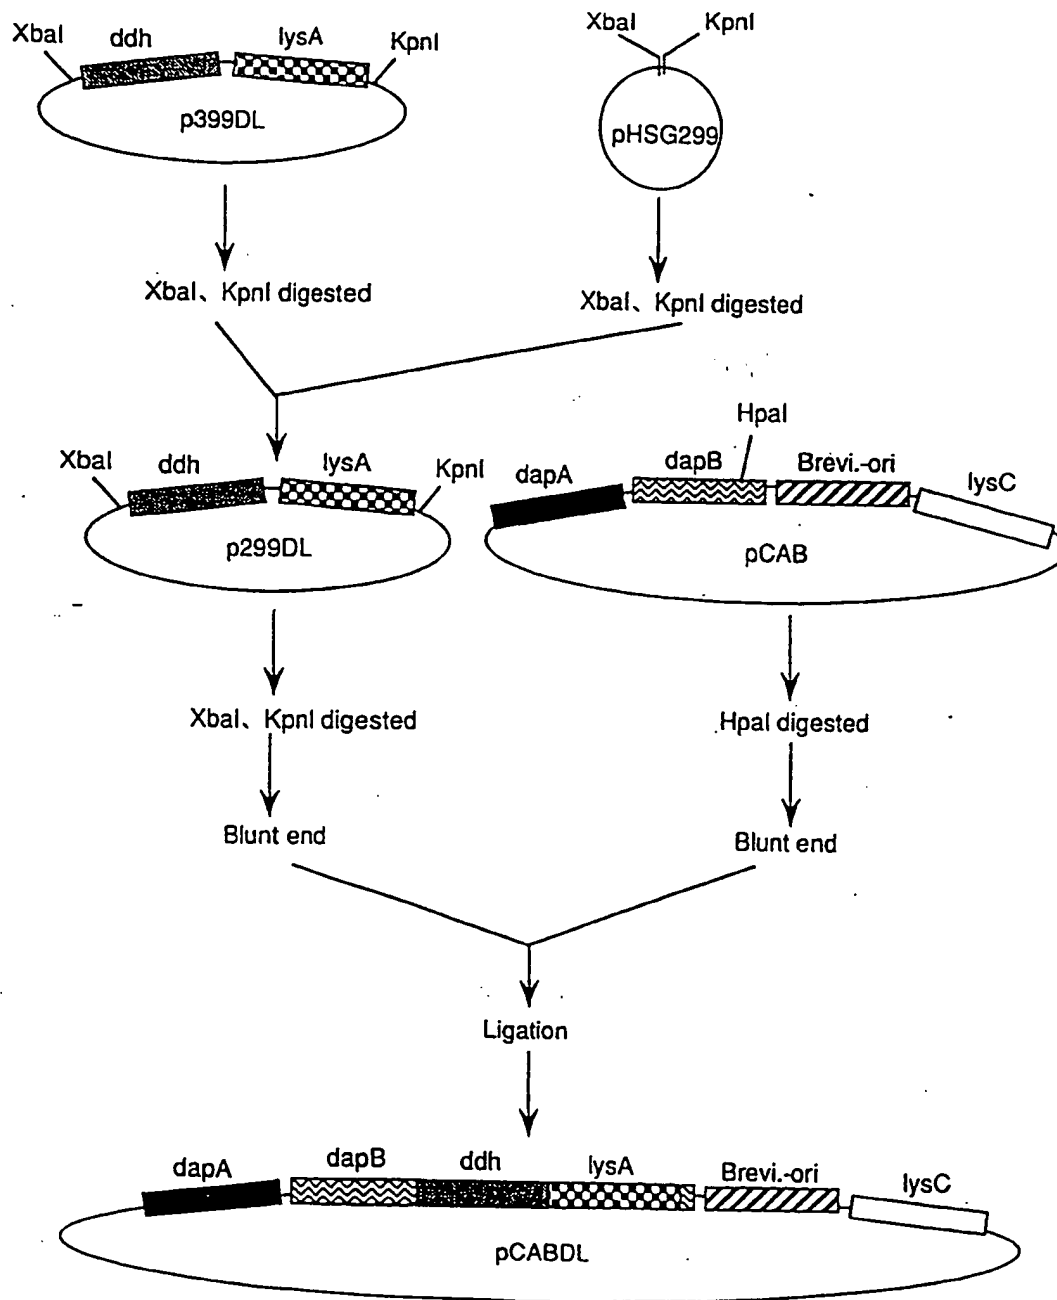 XbaI
ddh
lysA
KpnI
p399DL
XbaI
KpnI
pHSG299
XbaI、KpnI digested
XbaI、KpnI digested
XbaI
ddh
lysA
KpnI
p299DL
HpaI
dapA
dapB
Brevi.-ori
lysC
pCAB
XbaI、KpnI digested
HpaI digested
Blunt end
Blunt end
Ligation
dapA
dapB
ddh
lysA
Brevi.-ori
lysC
pCABDL